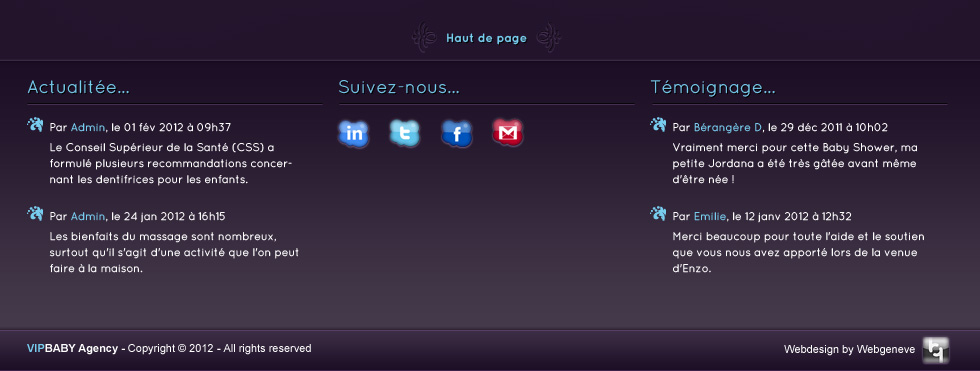 Haut de page
Actualitée...
Par Admin, le 01 fév 2012 à 09h37
Le Conseil Supérieur de la Santé (CSS) a
formulé plusieurs recommandations concer-
nant les dentifrices pour les enfants.
Par Admin, le 24 jan 2012 à 16h15
Les bienfaits du massage sont nombreux,
surtout qu'il s'agit d'une activité que l'on peut
faire à la maison.
Suivez-nous...
in
t
f
M
Témoignage...
Par Bérangère D, le 29 déc 2011 à 10h02
Vraiment merci pour cette Baby Shower, ma
petite Jordana a été très gâtée avant même
d'être née !
Par Emilie, le 12 janv 2012 à 12h32
Merci beaucoup pour toute l'aide et le soutien
que vous nous avez apporté lors de la venue
d'Enzo.
VIPBABY Agency - Copyright © 2012 - All rights reserved
Webdesign by Webgeneve